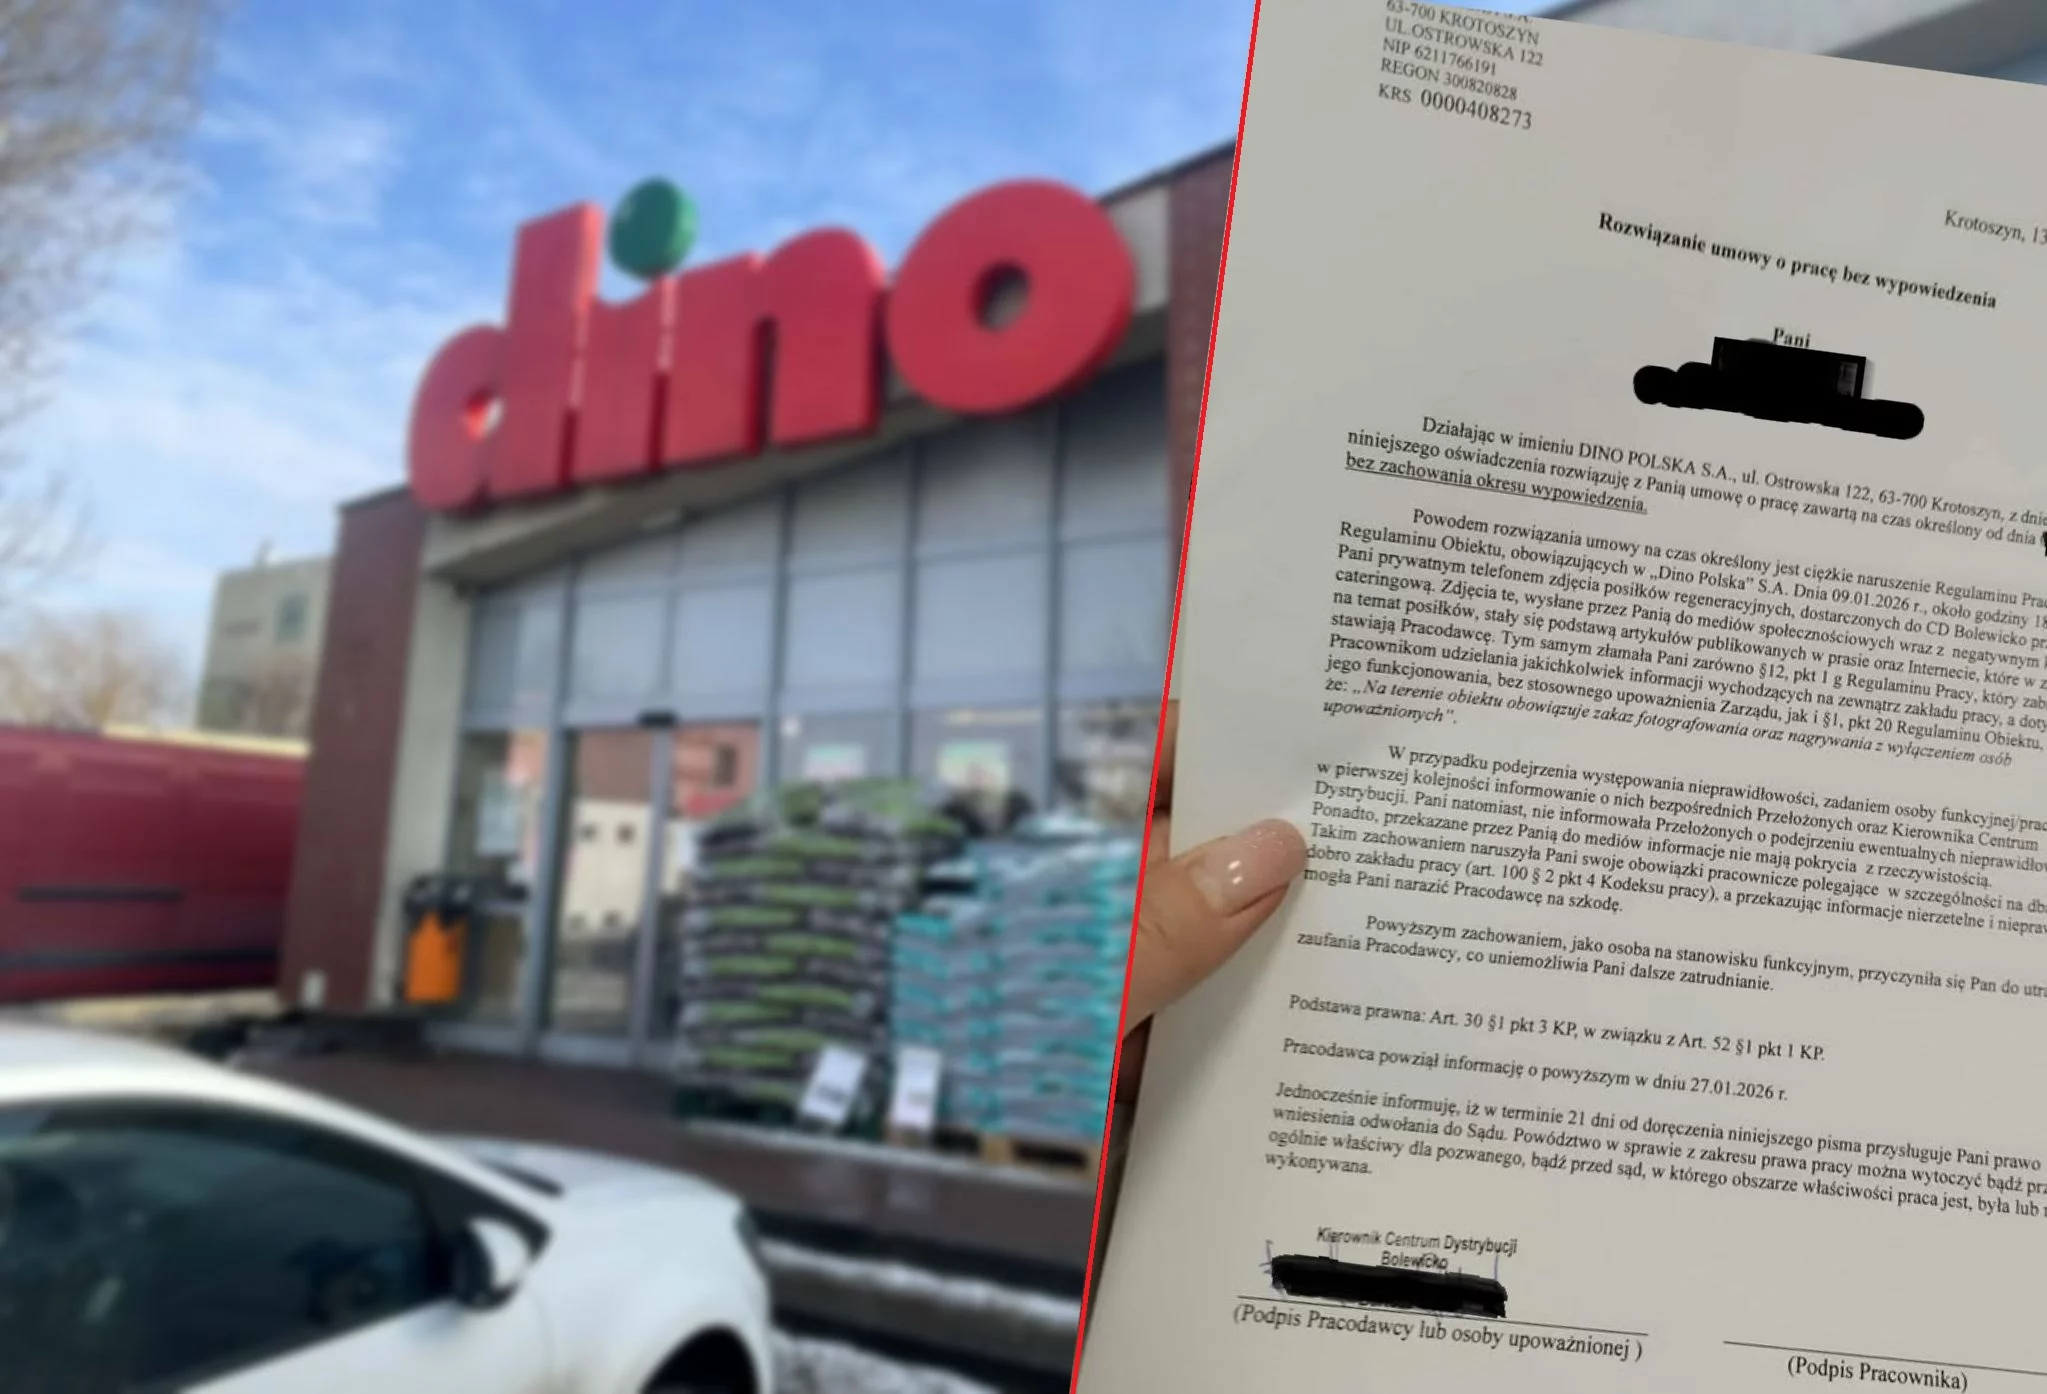 dino
63-700 KROTOSZYN
UL.OSTROWSKA 122
NIP 6211766191
REGON 300820828
KRS 0000408273
Krotoszyn, 13
Rozwiązanie umowy o pracę bez wypowiedzenia
Pani
Działając w imieniu DINO POLSKA S.A., ul. Ostrowska 122, 63-700 Krotoszyn, z dnie
niniejszego oświadczenia rozwiązuję z Panią umowę o pracę zawartą na czas określony od dnia
bez zachowania okresu wypowiedzenia.
Powodem rozwiązania umowy na czas określony jest ciężkie naruszenie Regulaminu Prac
Regulaminu Obiektu, obowiązujących w „Dino Polska" S.A. Dnia 09.01.2026 r., około godziny 18
Pani prywatnym telefonem zdjęcia posiłków regeneracyjnych, dostarczonych do CD Bolewicko prz
cateringową. Zdjęcia te, wysłane przez Panią do mediów społecznościowych wraz z negatywnym k
na temat posiłków, stały się podstawą artykułów publikowanych w prasie oraz Internecie, które w z
stawiają Pracodawcę. Tym samym złamała Pani zarówno §12, pkt 1 g Regulaminu Pracy, który zab
Pracownikom udzielania jakichkolwiek informacji wychodzących na zewnątrz zakładu pracy, a doty
jego funkcjonowania, bez stosownego upoważnienia Zarządu, jak i §1, pkt 20 Regulaminu Obiektu,
że: „Na terenie obiektu obowiązuje zakaz fotografowania oraz nagrywania z wyłączeniem osób
upoważnionych".
W przypadku podejrzenia występowania nieprawidłowości, zadaniem osoby funkcyjnej/prac
w pierwszej kolejności informowanie o nich bezpośrednich Przełożonych oraz Kierownika Centrum
Dystrybucji. Pani natomiast, nie informowała Przełożonych o podejrzeniu ewentualnych nieprawidło
Ponadto, przekazane przez Panią do mediów informacje nie mają pokrycia z rzeczywistością.
Takim zachowaniem naruszyła Pani swoje obowiązki pracownicze polegające w szczególności na dba
dobro zakładu pracy (art. 100 § 2 pkt 4 Kodeksu pracy), a przekazując informacje nierzetelne i niepraw
mogła Pani narazić Pracodawcę na szkodę.
Powyższym zachowaniem, jako osoba na stanowisku funkcyjnym, przyczyniła się Pan do utra
zaufania Pracodawcy, co uniemożliwia Pani dalsze zatrudnianie.
Podstawa prawna: Art. 30 §1 pkt 3 KP, w związku z Art. 52 §1 pkt 1 KP.
Pracodawca powziął informację o powyższym w dniu 27.01.2026 r.
Jednocześnie informuję, iż w terminie 21 dni od doręczenia niniejszego pisma przysługuje Pani prawo
wniesienia odwołania do Sądu. Powództwo w sprawie z zakresu prawa pracy można wytoczyć bądź prz
ogólnie właściwy dla pozwanego, bądź przed sąd, w którego obszarze właściwości praca jest, była lub
wykonywana.
Kierownik Centrum Dystrybucji
Bolewicko
(Podpis Pracodawcy lub osoby upoważnionej )
(Podpis Pracownika)